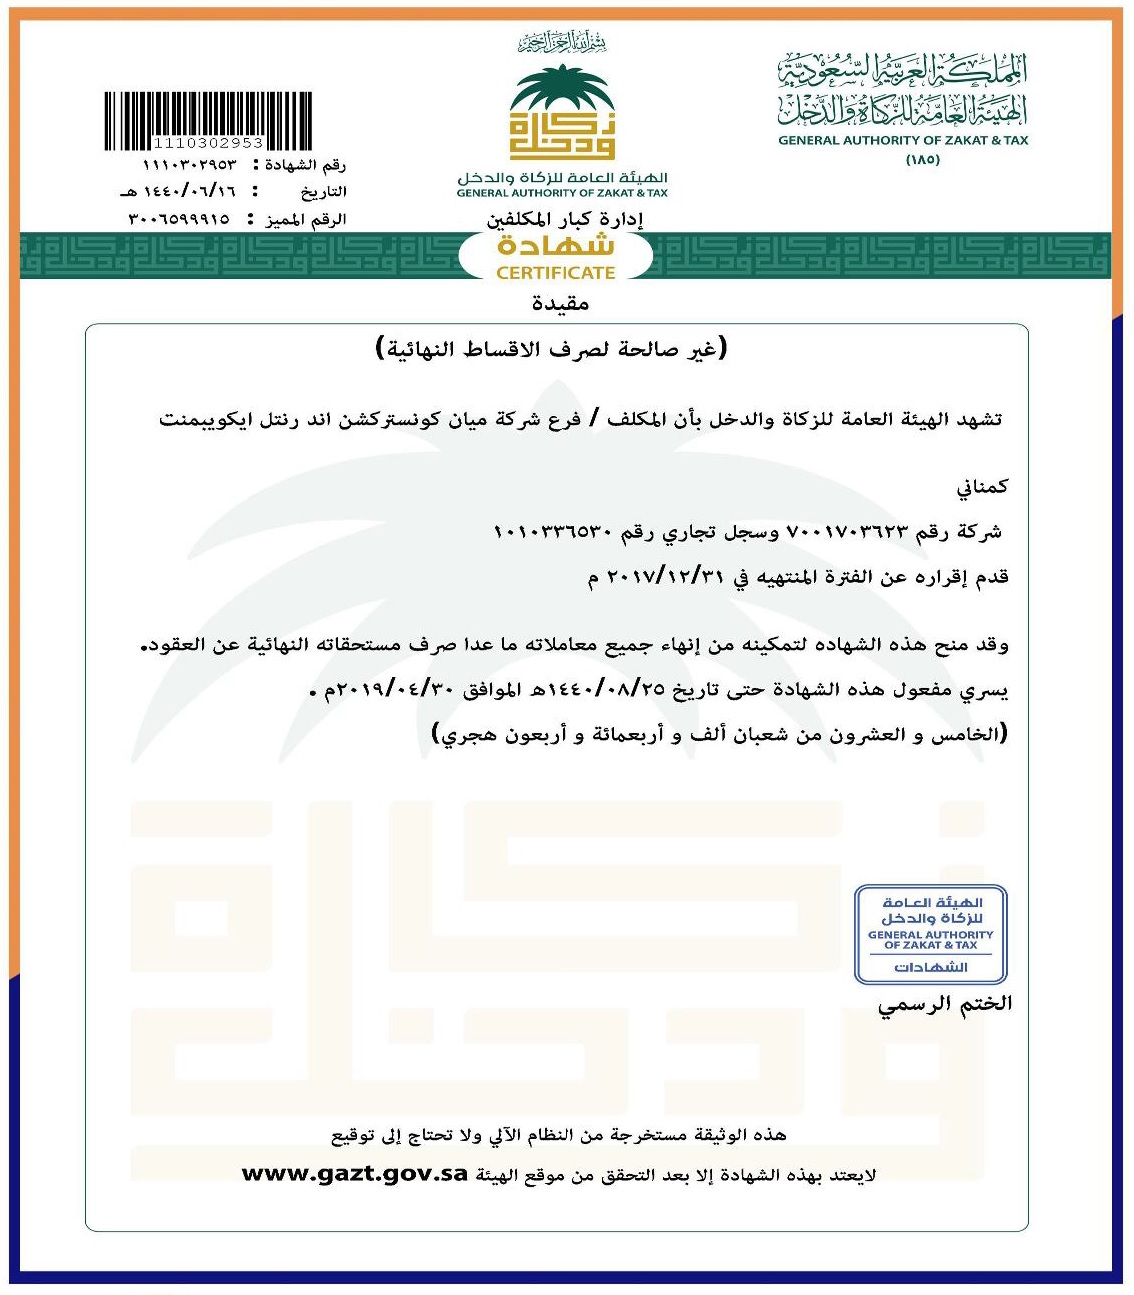 بسم الله الرحمن الرحيم
المملكة العربية السعودية
الهيئة العامة للزكاة والدخل
GENERAL AUTHORITY OF ZAKAT & TAX
(١٨٥)
زكاة
ودخل
الهيئة العامة للزكاة والدخل
GENERAL AUTHORITY OF ZAKAT & TAX
إدارة كبار المكلفين
1110302953
رقم الشهادة : ١١١٠٣٠٢٩٥٣
التاريخ : ١٤٤٠/٠٦/١٦ هـ
الرقم المميز : ٣٠٠٦٥٩٩٩١٥
شهادة
CERTIFICATE
مقيدة
(غير صالحة لصرف الاقساط النهائية)
تشهد الهيئة العامة للزكاة والدخل بأن المكلف / فرع شركة ميان كونستركشن اند رنتل ايكويبمنت
كمناني
شركة رقم ٧٠٠١٧٠٣٦٢٣ وسجل تجاري رقم ١٠١٠٣٣٦٥٣٠
قدم إقراره عن الفترة المنتهيه في ٢٠١٧/١٢/٣١ م
وقد منح هذه الشهاده لتمكينه من إنهاء جميع معاملاته ما عدا صرف مستحقاته النهائية عن العقود.
يسري مفعول هذه الشهادة حتى تاريخ ١٤٤٠/٠٨/٢٥هـ الموافق ٢٠١٩/٠٤/٣٠م .
(الخامس و العشرون من شعبان ألف و أربعمائة و أربعون هجري)
الهيئة العامة
للزكاة والدخل
GENERAL AUTHORITY
OF ZAKAT & TAX
الشهادات
الختم الرسمي
هذه الوثيقة مستخرجة من النظام الآلي ولا تحتاج إلى توقيع
لايعتد بهذه الشهادة إلا بعد التحقق من موقع الهيئة www.gazt.gov.sa